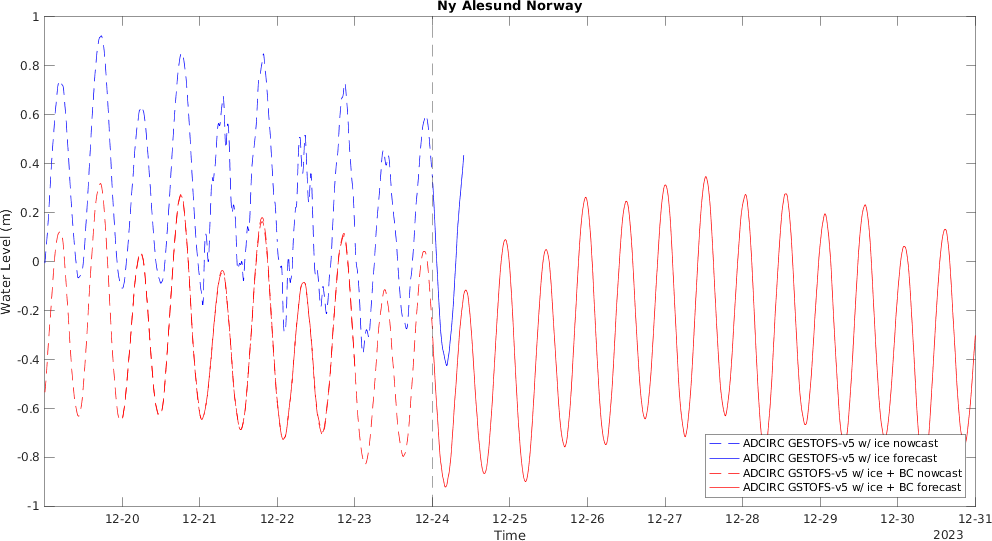 Ny Alesund Norway
1
0.8
0.6
0.4
0.2
0
-0.2
-0.4
-0.6
-0.8
-1
Water Level (m)
ADCIRC GESTOFS-v5 w/ ice nowcast
ADCIRC GESTOFS-v5 w/ ice forecast
ADCIRC GSTOFS-v5 w/ ice + BC nowcast
ADCIRC GSTOFS-v5 w/ ice + BC forecast
12-20 12-21 12-22 12-23 12-24 12-25 12-26 12-27 12-28 12-29 12-30 12-31
Time
2023